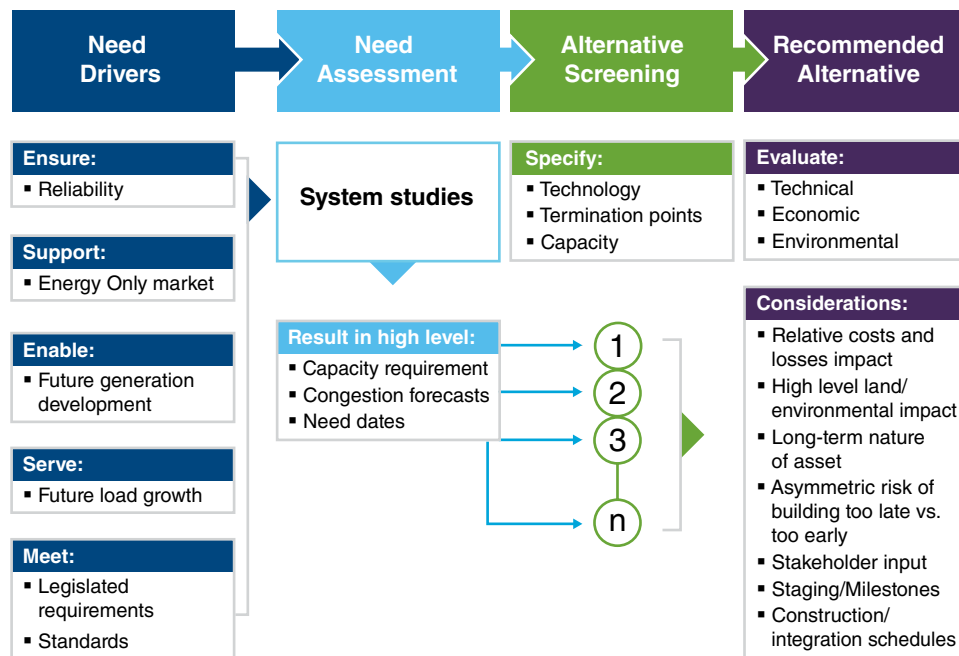 Need
Drivers
Need
Assessment
Alternative
Screening
Recommended
Alternative
Ensure:
▪ Reliability
Support:
▪ Energy Only market
Enable:
▪ Future generation
development
Serve:
▪ Future load growth
Meet:
▪ Legislated
requirements
▪ Standards
System studies
Result in high level:
▪ Capacity requirement
▪ Congestion forecasts
▪ Need dates
Specify:
▪ Technology
▪ Termination points
▪ Capacity
1
2
3
n
Evaluate:
▪ Technical
▪ Economic
▪ Environmental
Considerations:
▪ Relative costs and
losses impact
▪ High level land/
environmental impact
▪ Long-term nature
of asset
▪ Asymmetric risk of
building too late vs.
too early
▪ Stakeholder input
▪ Staging/Milestones
▪ Construction/
integration schedules